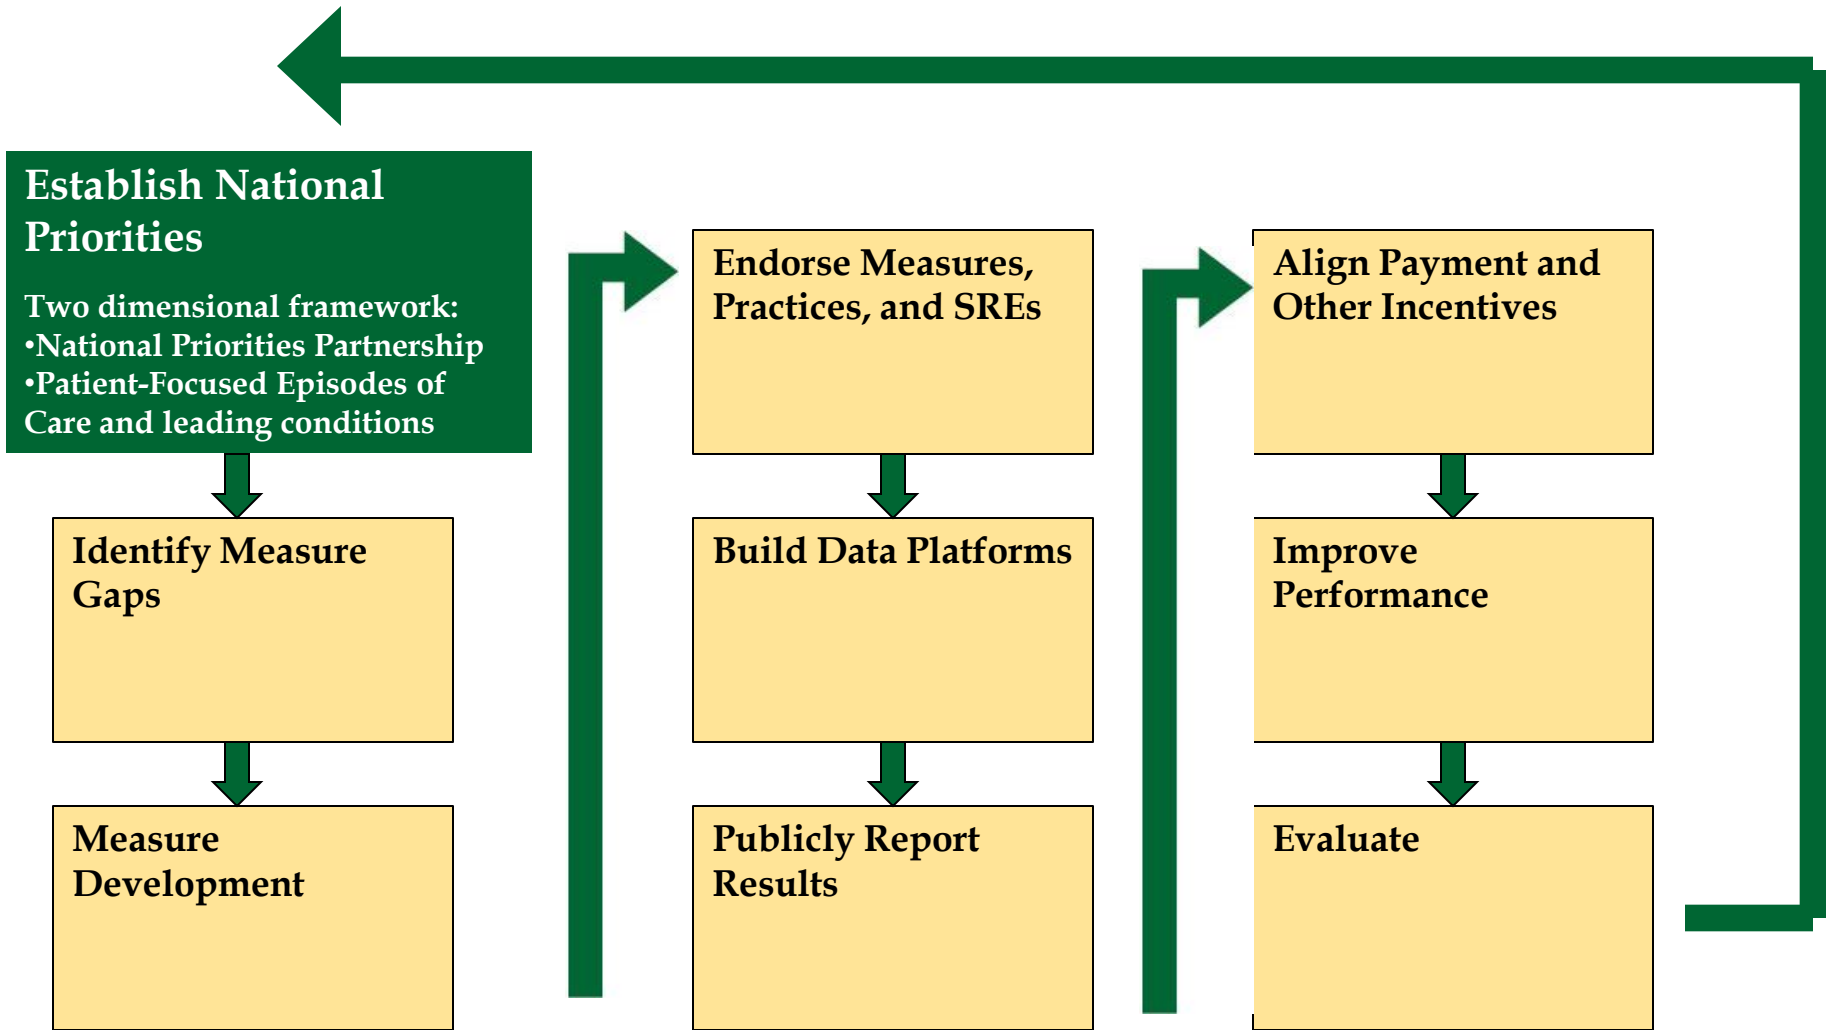 Establish National
Priorities
Two dimensional framework:
•National Priorities Partnership
•Patient-Focused Episodes of
Care and leading conditions
Identify Measure
Gaps
Measure
Development
Endorse Measures,
Practices, and SREs
Build Data Platforms
Publicly Report
Results
Align Payment and
Other Incentives
Improve
Performance
Evaluate